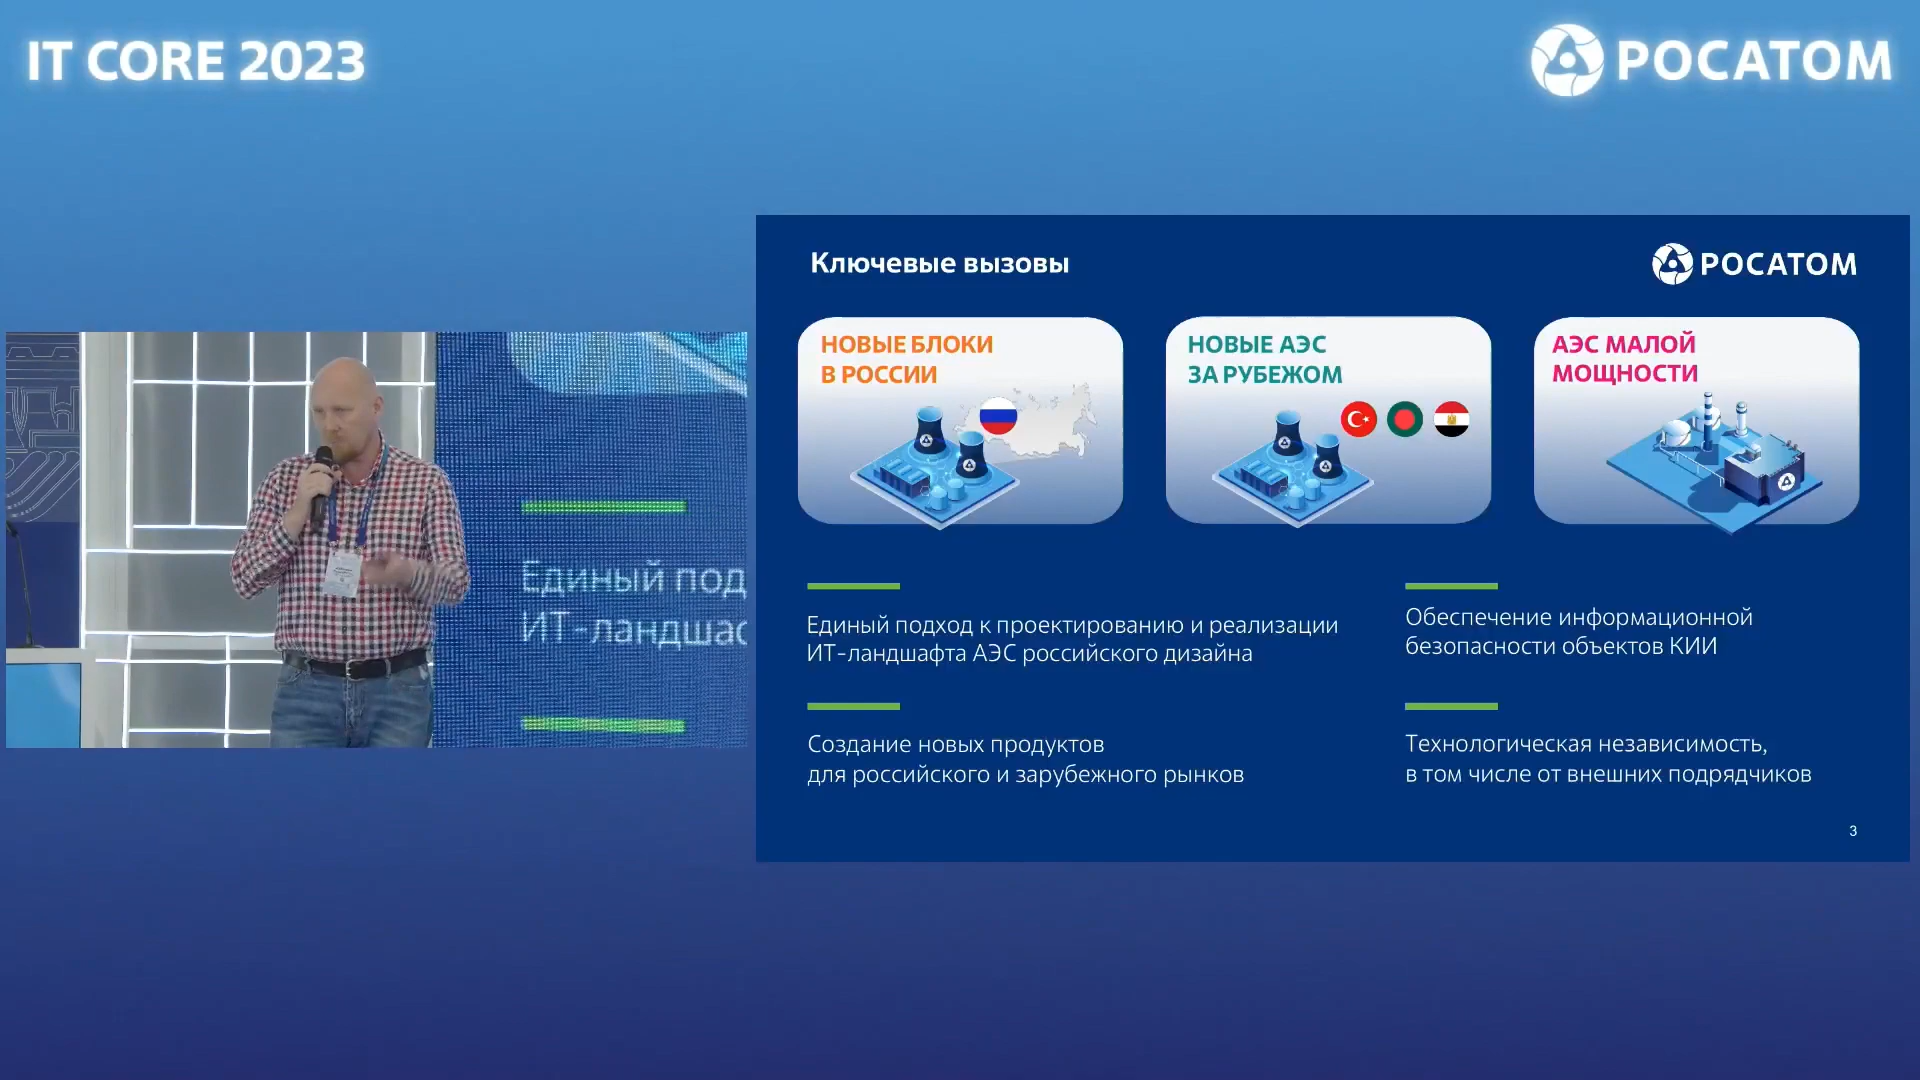 IT CORE 2023
РОСАТОМ
Единый под
ИТ-ландшаф
Ключевые вызовы
РОСАТОМ
НОВЫЕ БЛОКИ
В РОССИИ
НОВЫЕ АЭС
ЗА РУБЕЖОМ
АЭС МАЛОЙ
МОЩНОСТИ
Единый подход к проектированию и реализации
ИТ-ландшафта АЭС российского дизайна
Обеспечение информационной
безопасности объектов КИИ
Создание новых продуктов
для российского и зарубежного рынков
Технологическая независимость,
в том числе от внешних подрядчиков
3